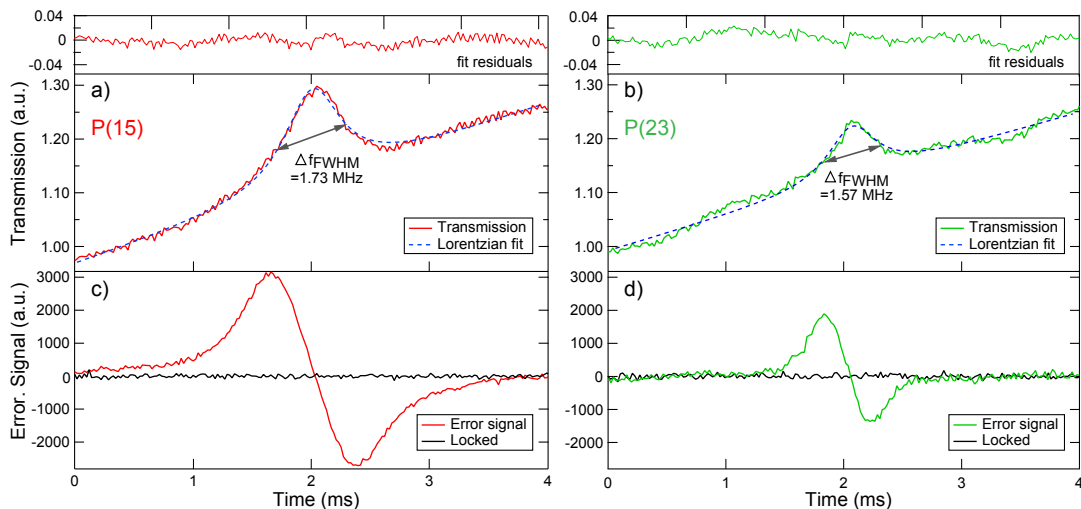 0.04
0
-0.04
fit residuals
1.30
1.20
1.10
1.00
Transmission (a.u.)
a)
P(15)
Δf_FWHM
=1.73 MHz
Transmission
Lorentzian fit
3000
2000
1000
0
-1000
-2000
Error. Signal (a.u.)
c)
Error signal
Locked
0 1 2 3 4
Time (ms)
0.04
0
-0.04
fit residuals
1.30
1.20
1.10
1.00
b)
P(23)
Δf_FWHM
=1.57 MHz
Transmission
Lorentzian fit
3000
2000
1000
0
-1000
-2000
d)
Error signal
Locked
0 1 2 3 4
Time (ms)